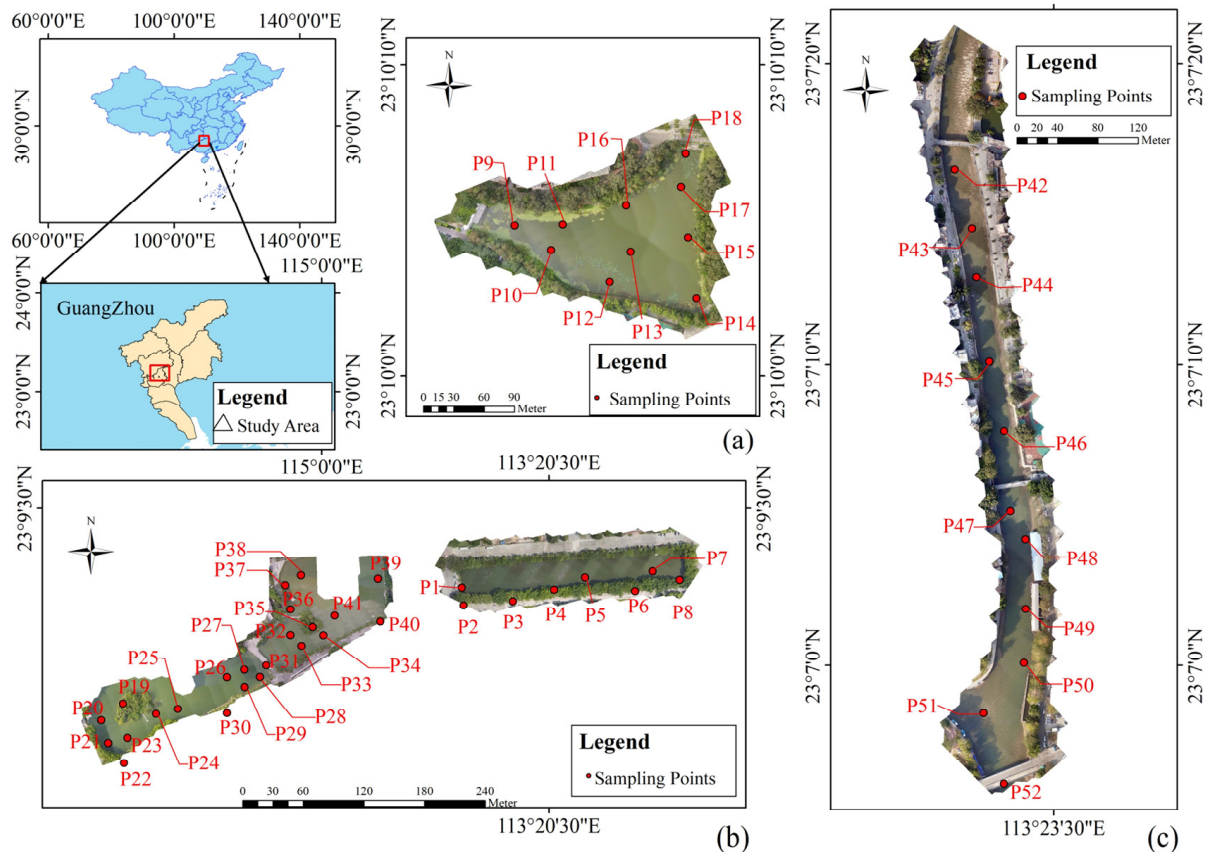 60°0'0"E
100°0'0"E
140°0'0"E
30°0'0"N
30°0'0"N
60°0'0"E
100°0'0"E
140°0'0"E
115°0'0"E
24°0'0"N
24°0'0"N
GuangZhou
23°0'0"N
23°0'0"N
Legend
Study Area
115°0'0"E
23°10'10"N
23°10'10"N
N
P18
P16
P9
P11
P17
P15
P10
P12
P13
P14
23°10'0"N
23°10'0"N
Legend
Sampling Points
0 15 30 60 90
Meter
(a)
113°20'30"E
23°9'30"N
23°9'30"N
N
P38
P37
P39
P36
P35
P41
P40
P27
P32
P34
P25
P26
P31
P33
P19
P28
P20
P30
P29
P21
P23
P24
P22
P1
P2
P3
P4
P5
P6
P7
P8
Legend
Sampling Points
0 15 30 60 90
0 30 60 120 180 240
Meter
113°20'30"E
(b)
23°7'20"N
23°7'20"N
N
Legend
Sampling Points
0 20 40 80 120
Meter
P42
P43
P44
23°7'10"N
23°7'10"N
P45
P46
P47
P48
P49
23°7'0"N
23°7'0"N
P50
P51
P52
113°23'30"E
(c)